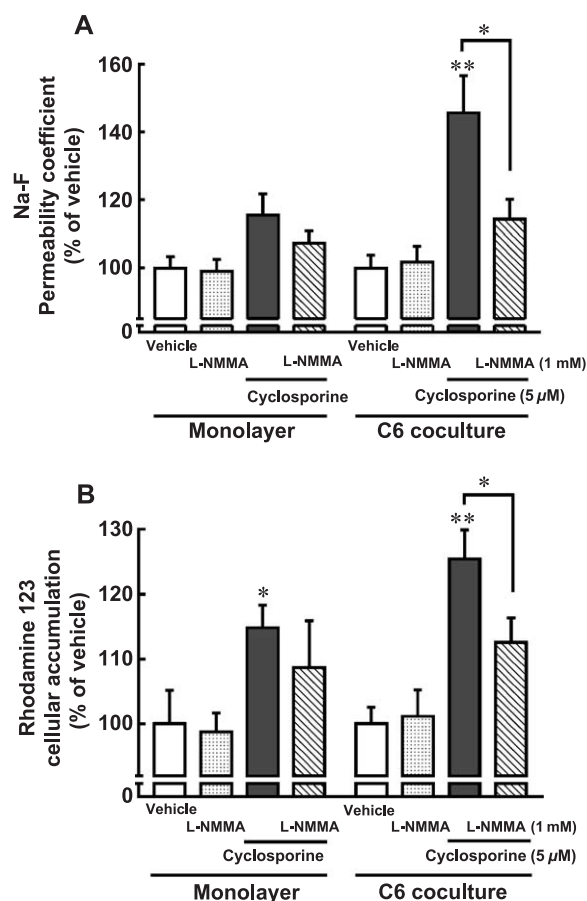 A
Na-F
Permeability coefficient
(% of vehicle)
160
140
120
100
0
**
*
Vehicle
L-NMMA
L-NMMA
Vehicle
L-NMMA
L-NMMA (1 mM)
Cyclosporine
Cyclosporine (5 μM)
Monolayer
C6 coculture
B
Rhodamine 123
cellular accumulation
(% of vehicle)
130
120
110
100
0
*
**
*
Vehicle
L-NMMA
L-NMMA
Vehicle
L-NMMA
L-NMMA (1 mM)
Cyclosporine
Cyclosporine (5 μM)
Monolayer
C6 coculture